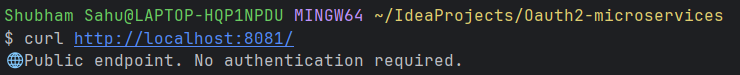 Shubham Sahu@LAPTOP-HQP1NPDU MINGW64 ~/IdeaProjects/Oauth2-microservices
$ curl http://localhost:8081/
🌐Public endpoint. No authentication required.